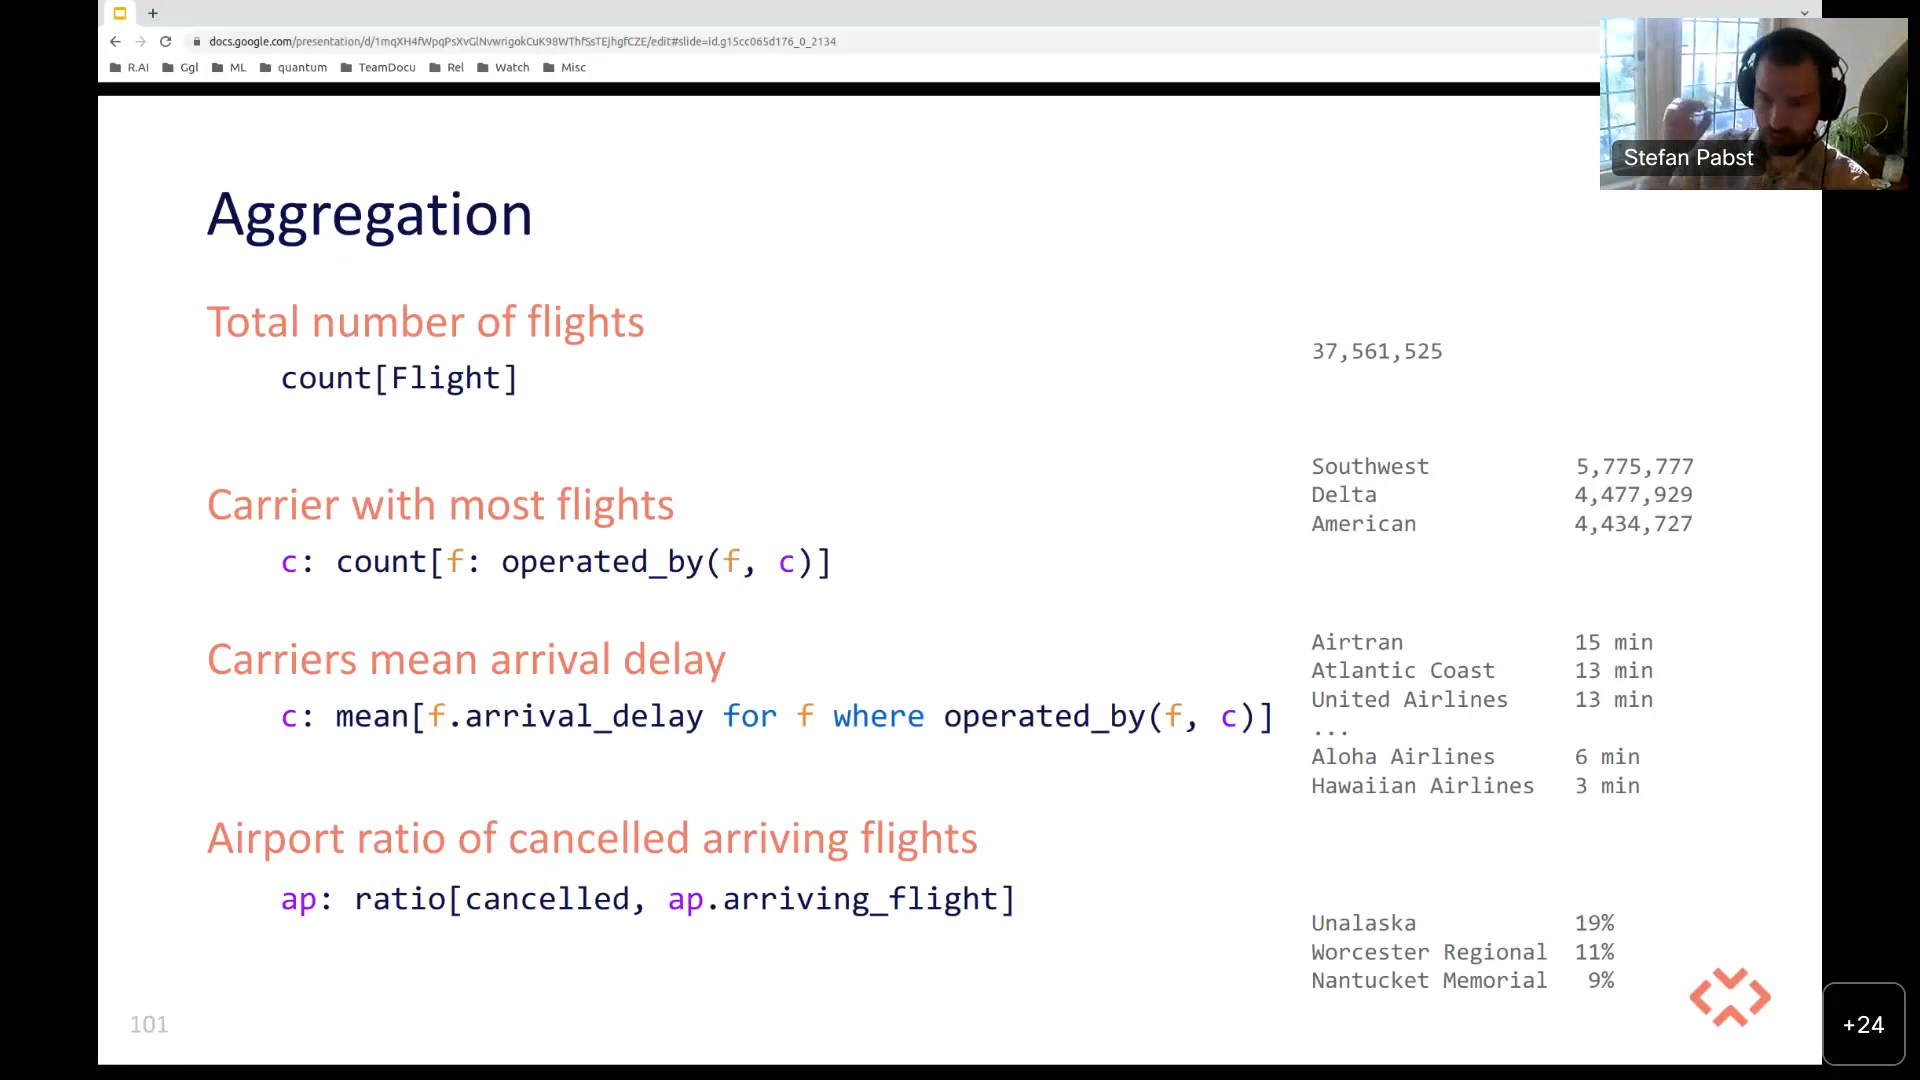 docs.google.com/presentation/d/1mqXH4fWpqPsXvGlNvwrigokCuK98WThfSsTEjhgfCZE/edit#slide=id.g15cc065d176_0_2134
R.AI Ggl ML quantum TeamDocu Rel Watch Misc
Stefan Pabst
Aggregation
Total number of flights
count[Flight]
37,561,525
Carrier with most flights
c: count[f: operated_by(f, c)]
Southwest 5,775,777
Delta 4,477,929
American 4,434,727
Carriers mean arrival delay
c: mean[f.arrival_delay for f where operated_by(f, c)]
Airtran 15 min
Atlantic Coast 13 min
United Airlines 13 min
...
Aloha Airlines 6 min
Hawaiian Airlines 3 min
Airport ratio of cancelled arriving flights
ap: ratio[cancelled, ap.arriving_flight]
Unalaska 19%
Worcester Regional 11%
Nantucket Memorial 9%
101
+24